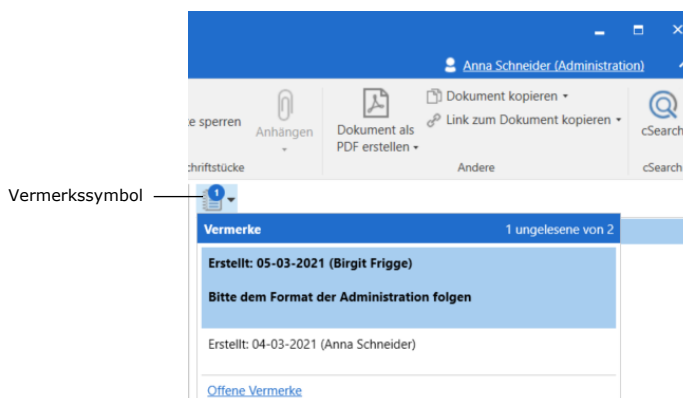 Anna Schneider (Administration)
e sperren
Anhängen
Dokument als
PDF erstellen
Dokument kopieren
Link zum Dokument kopieren
cSearch
chriftstücke
Andere
cSearch
Vermerkssymbol
1
Vermerke
1 ungelesene von 2
Erstellt: 05-03-2021 (Birgit Frigge)
Bitte dem Format der Administration folgen
Erstellt: 04-03-2021 (Anna Schneider)
Offene Vermerke